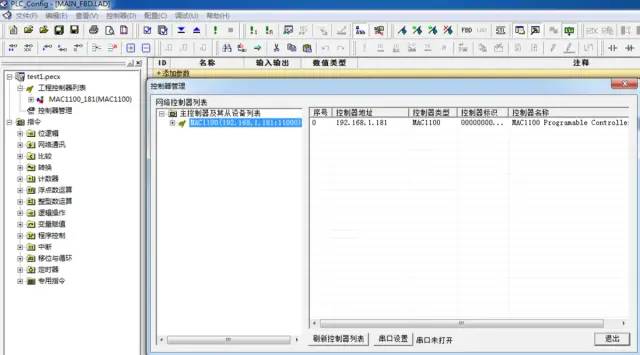 PLC_Config - [MAIN_FBD.LAD]
文件(F) 编辑(E) 查看(V) 控制器(D) 配置(C) 调试(U) 帮助(H)
FBD LAD
test1.pecx
工程控制器列表
MAC1100_181(MAC1100)
控制器管理
指令
位逻辑
网络通讯
比较
转换
计数器
浮点数运算
整型数运算
逻辑操作
变量赋值
程序控制
中断
移位与循环
定时器
专用指令
ID 名称 输入输出 数值类型 注释
添加参数
控制器管理
网络控制器列表
主控制器及其从设备列表
MAC1100(192.168.1.181:11000)
序号 控制器地址 控制器类型 控制器标识 控制器名称
0 192.168.1.181 MAC1100 00000000... MAC1100 Programable Controlle
刷新控制器列表 串口设置 串口未打开 退出